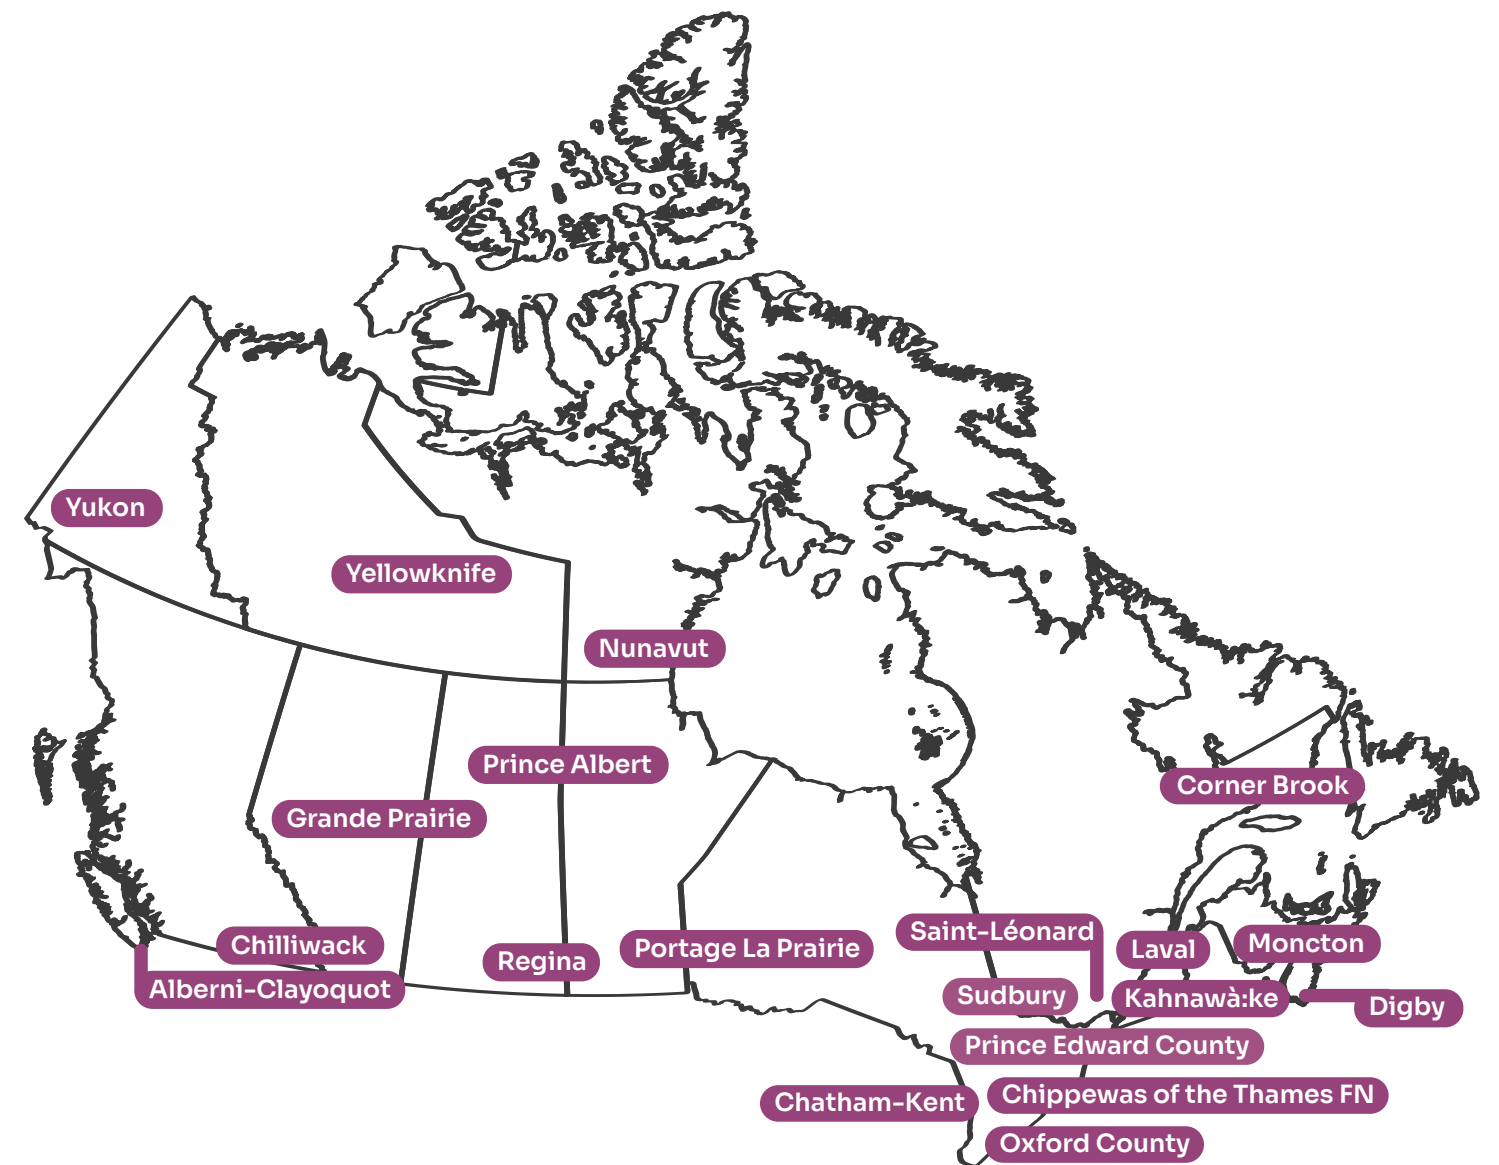 Yukon
Yellowknife
Nunavut
Prince Albert
Corner Brook
Grande Prairie
Saint-Léonard
Chilliwack
Regina
Portage La Prairie
Laval
Moncton
Alberni-Clayoquot
Sudbury
Kahnawà:ke
Digby
Prince Edward County
Chatham-Kent
Chippewas of the Thames FN
Oxford County